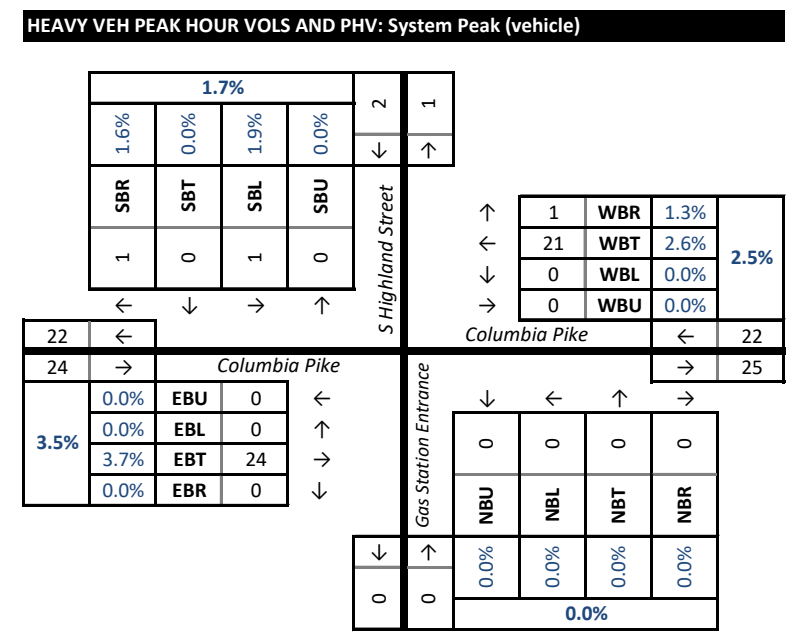 HEAVY VEH PEAK HOUR VOLS AND PHV: System Peak (vehicle)
1.7%
1.6% 0.0% 1.9% 0.0%
2 1
↓ ↑
SBR SBT SBL SBU
1 0 1 0
← ↓ → ↑
S Highland Street
↑ 1 WBR 1.3%
← 21 WBT 2.6%
↓ 0 WBL 0.0%
→ 0 WBU 0.0%
2.5%
22 ←
Columbia Pike
← 22
24 →
Columbia Pike
→ 25
3.5%
0.0% EBU 0 ←
0.0% EBL 0 ↑
3.7% EBT 24 →
0.0% EBR 0 ↓
Gas Station Entrance
↓ ← ↑ →
0 0 0 0
NBU NBL NBT NBR
0.0% 0.0% 0.0% 0.0%
0.0%
↓ ↑
0 0